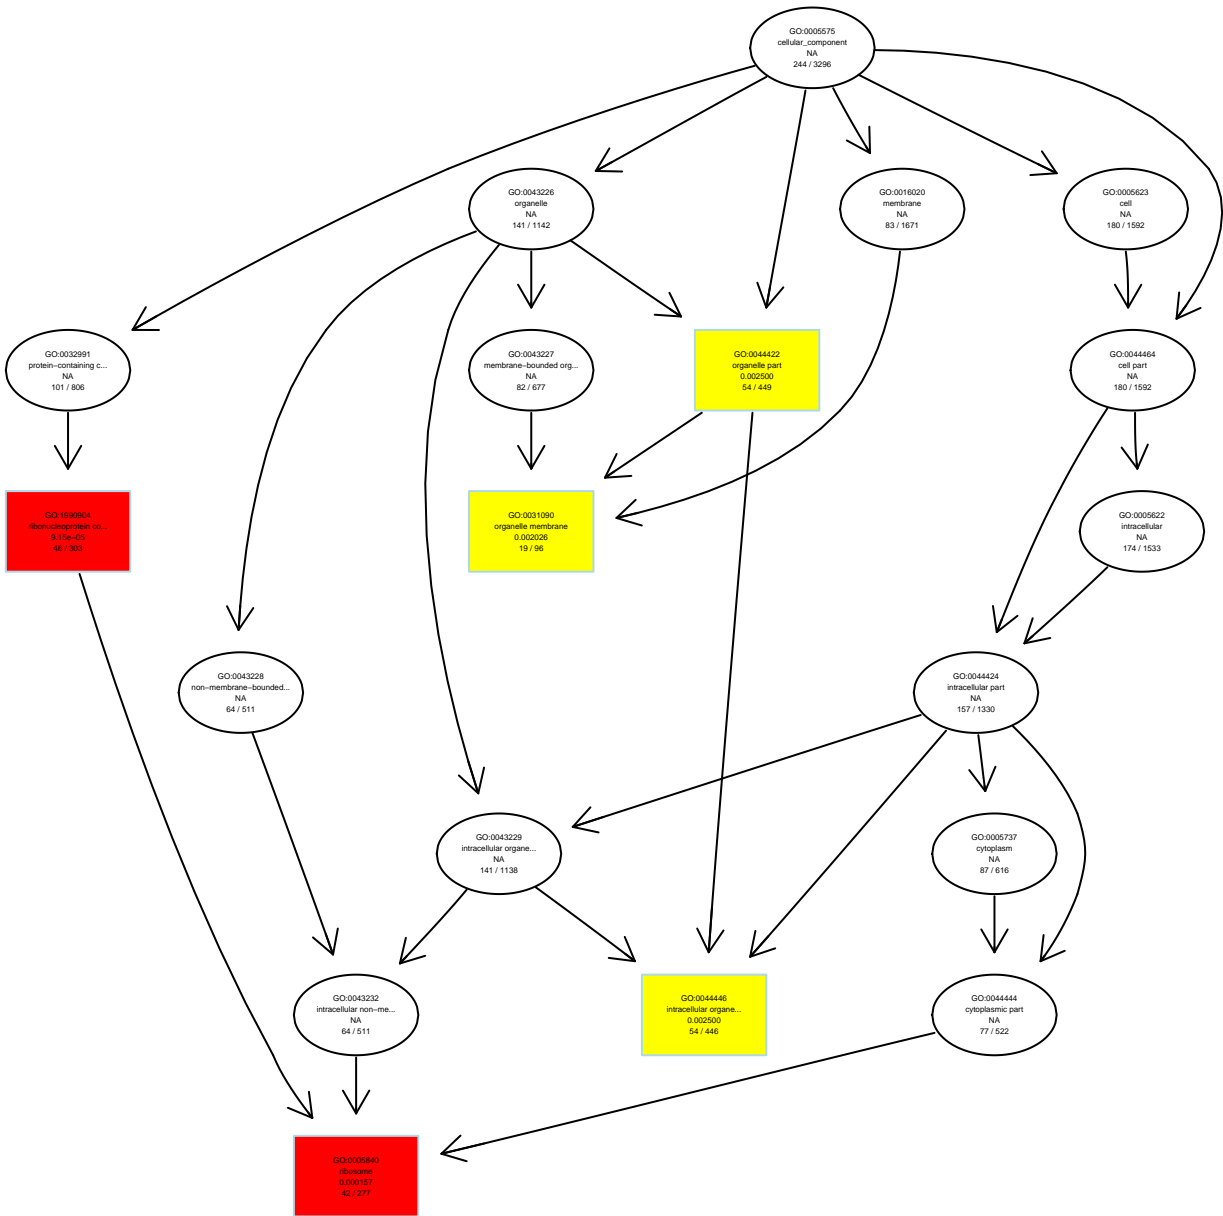 GO:0005575
cellular_component
NA
244 / 3296
GO:0043226
organelle
NA
141 / 1142
GO:0016020
membrane
NA
83 / 1671
GO:0005623
cell
NA
180 / 1592
GO:0032991
protein−containing c...
NA
101 / 806
GO:0043227
membrane−bounded org...
NA
82 / 677
GO:0044422
organelle part
0.002500
54 / 449
GO:0044464
cell part
NA
180 / 1592
GO:1990904
ribonucleoprotein co...
9.15e−05
46 / 303
GO:0031090
organelle membrane
0.002026
19 / 96
GO:0005622
intracellular
NA
174 / 1533
GO:0043228
non−membrane−bounded...
NA
64 / 511
GO:0044424
intracellular part
NA
157 / 1330
GO:0043229
intracellular organe...
NA
141 / 1138
GO:0005737
cytoplasm
NA
87 / 616
GO:0043232
intracellular non−me...
NA
64 / 511
GO:0044446
intracellular organe...
0.002500
54 / 446
GO:0044444
cytoplasmic part
NA
77 / 522
GO:0005840
ribosome
0.000157
42 / 277